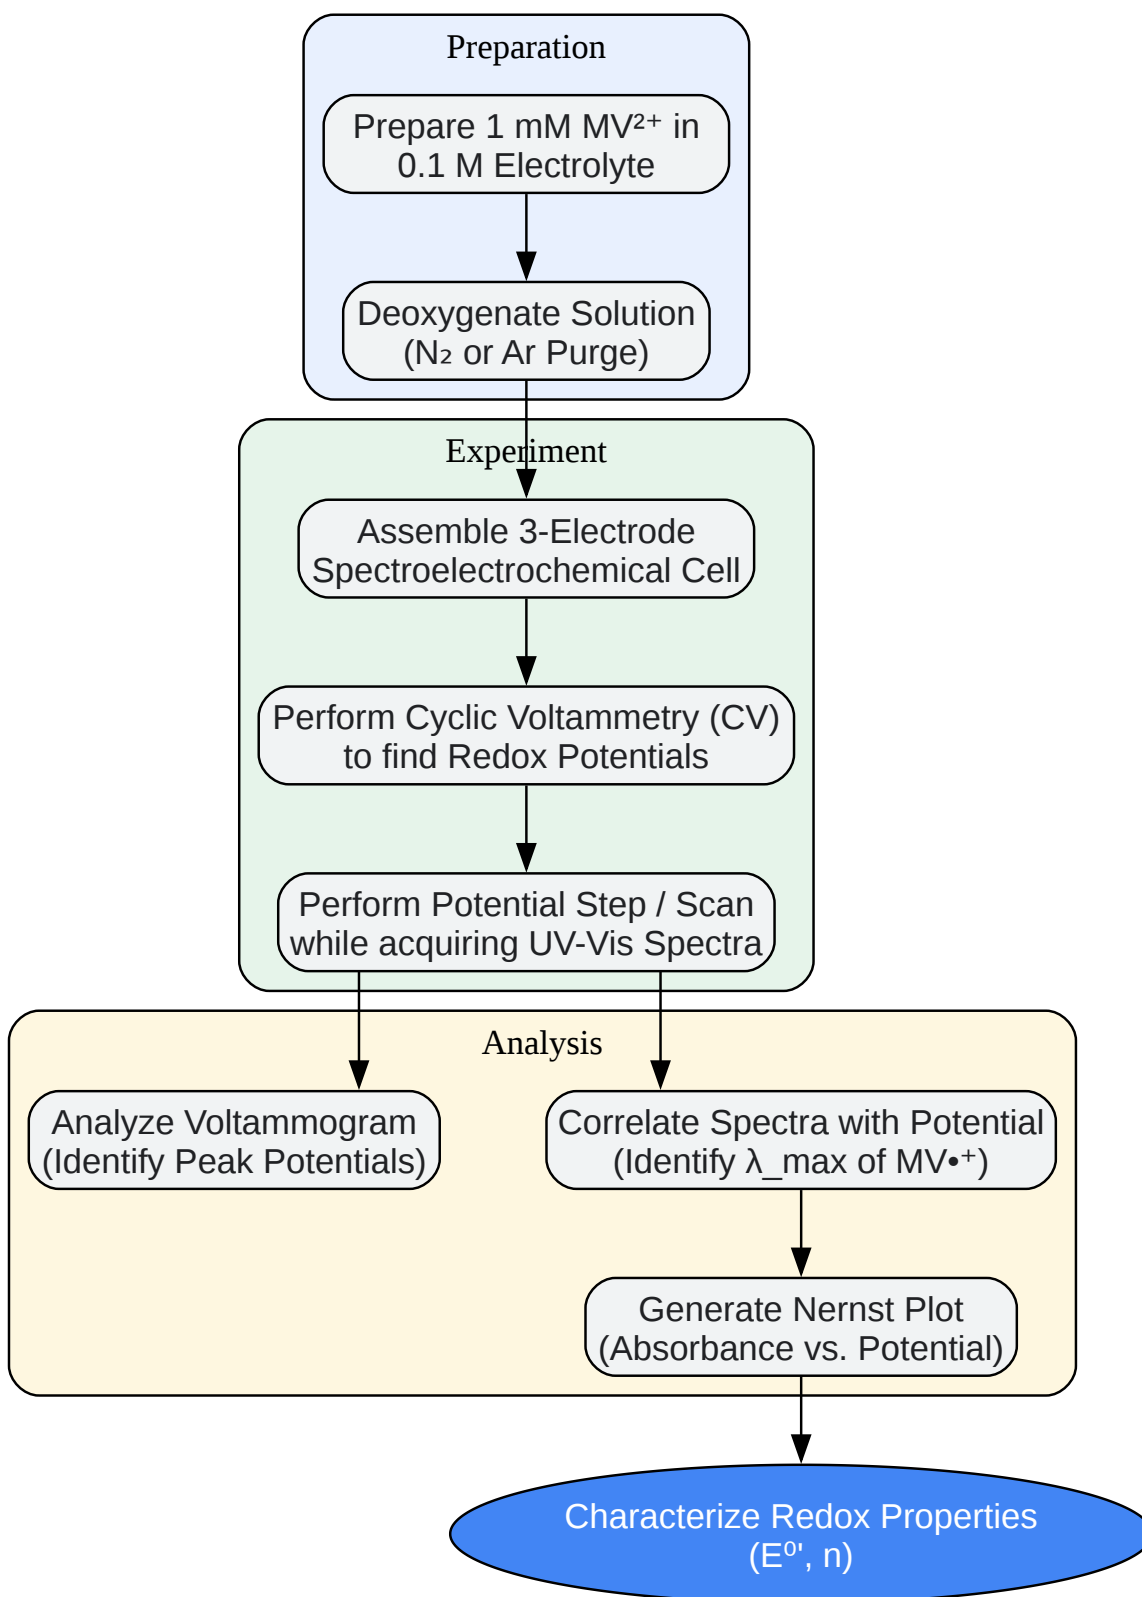 Preparation
Prepare 1 mM MV²⁺ in
0.1 M Electrolyte
Deoxygenate Solution
(N₂ or Ar Purge)
Experiment
Assemble 3-Electrode
Spectroelectrochemical Cell
Perform Cyclic Voltammetry (CV)
to find Redox Potentials
Perform Potential Step / Scan
while acquiring UV-Vis Spectra
Analysis
Analyze Voltammogram
(Identify Peak Potentials)
Correlate Spectra with Potential
(Identify λ_max of MV•⁺)
Generate Nernst Plot
(Absorbance vs. Potential)
Characterize Redox Properties
(E⁰', n)